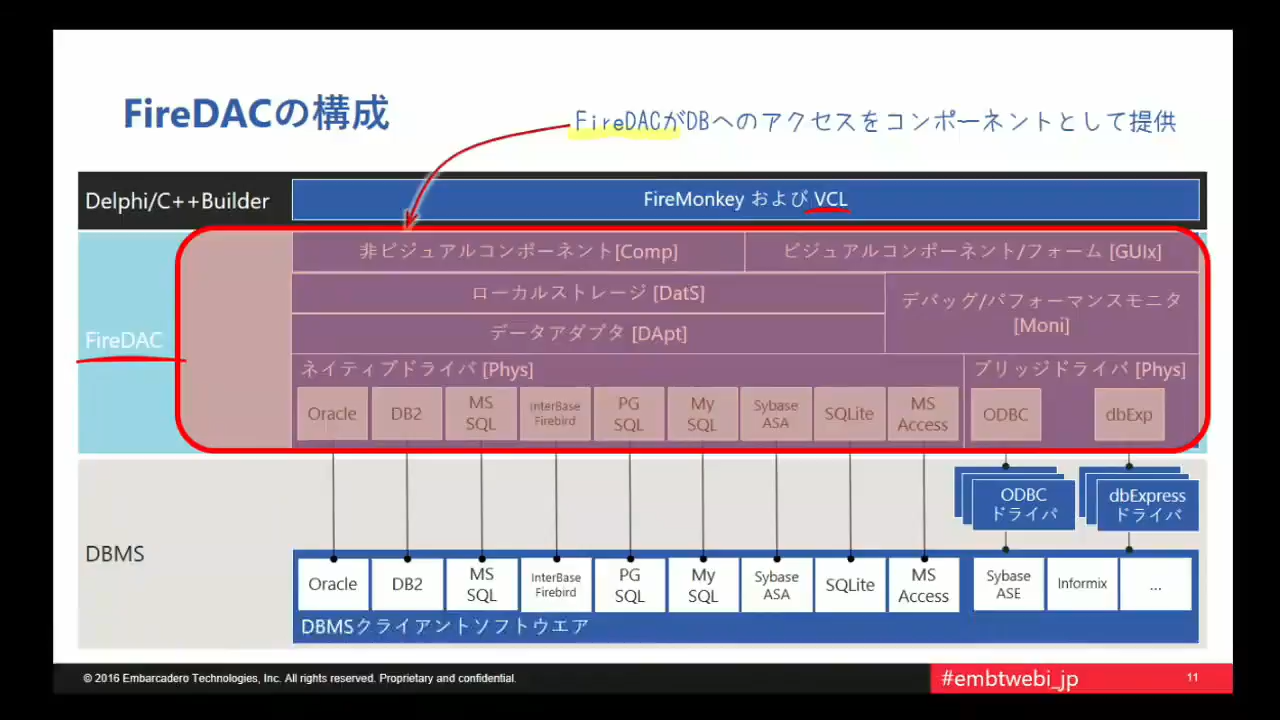 FireDACの構成
FireDACがDBへのアクセスをコンポーネントとして提供
Delphi/C++Builder
FireMonkey および VCL
FireDAC
非ビジュアルコンポーネント[Comp]
ビジュアルコンポーネント/フォーム [GUIx]
ローカルストレージ [DatS]
デバッグ/パフォーマンスモニタ
[Moni]
データアダプタ [DApt]
ネイティブドライバ [Phys]
ブリッジドライバ [Phys]
Oracle
DB2
MS
SQL
InterBase
Firebird
PG
SQL
My
SQL
Sybase
ASA
SQLite
MS
Access
ODBC
dbExp
ODBC
ドライバ
dbExpress
ドライバ
DBMS
Oracle
DB2
MS
SQL
InterBase
Firebird
PG
SQL
My
SQL
Sybase
ASA
SQLite
MS
Access
Sybase
ASE
Informix
...
DBMSクライアントソフトウエア
© 2016 Embarcadero Technologies, Inc. All rights reserved. Proprietary and confidential.
#embtwebi_jp
11